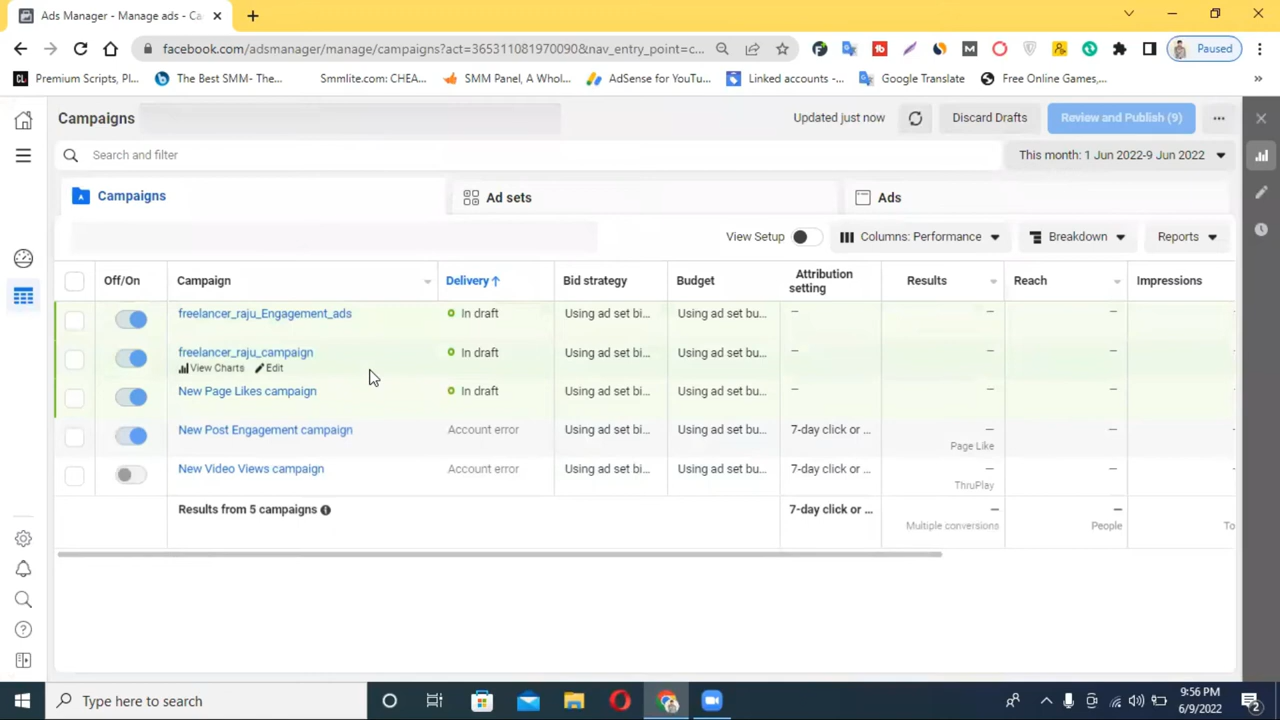 Ads Manager - Manage ads - Ca
facebook.com/adsmanager/manage/campaigns?act=365311081970090&nav_entry_point=c...
Paused
Premium Scripts, Pl...
The Best SMM- The...
Smmlite.com: CHEA...
SMM Panel, A Whol...
AdSense for YouTu...
Linked accounts -...
Google Translate
Free Online Games,...
Campaigns
Updated just now
Discard Drafts
Review and Publish (9)
Search and filter
This month: 1 Jun 2022-9 Jun 2022
Campaigns
Ad sets
Ads
View Setup
Columns: Performance
Breakdown
Reports
Off/On
Campaign
Delivery ↑
Bid strategy
Budget
Attribution
setting
Results
Reach
Impressions
freelancer_raju_Engagement_ads
In draft
Using ad set bi...
Using ad set bu...
—
—
—
—
freelancer_raju_campaign
In draft
Using ad set bi...
Using ad set bu...
—
—
—
—
View Charts
Edit
New Page Likes campaign
In draft
Using ad set bi...
Using ad set bu...
—
—
—
—
New Post Engagement campaign
Account error
Using ad set bi...
Using ad set bu...
7-day click or ...
—
—
Page Like
New Video Views campaign
Account error
Using ad set bi...
Using ad set bu...
7-day click or ...
—
—
ThruPlay
Results from 5 campaigns
7-day click or ...
—
—
Multiple conversions
People
To
Type here to search
9:56 PM
6/9/2022
2